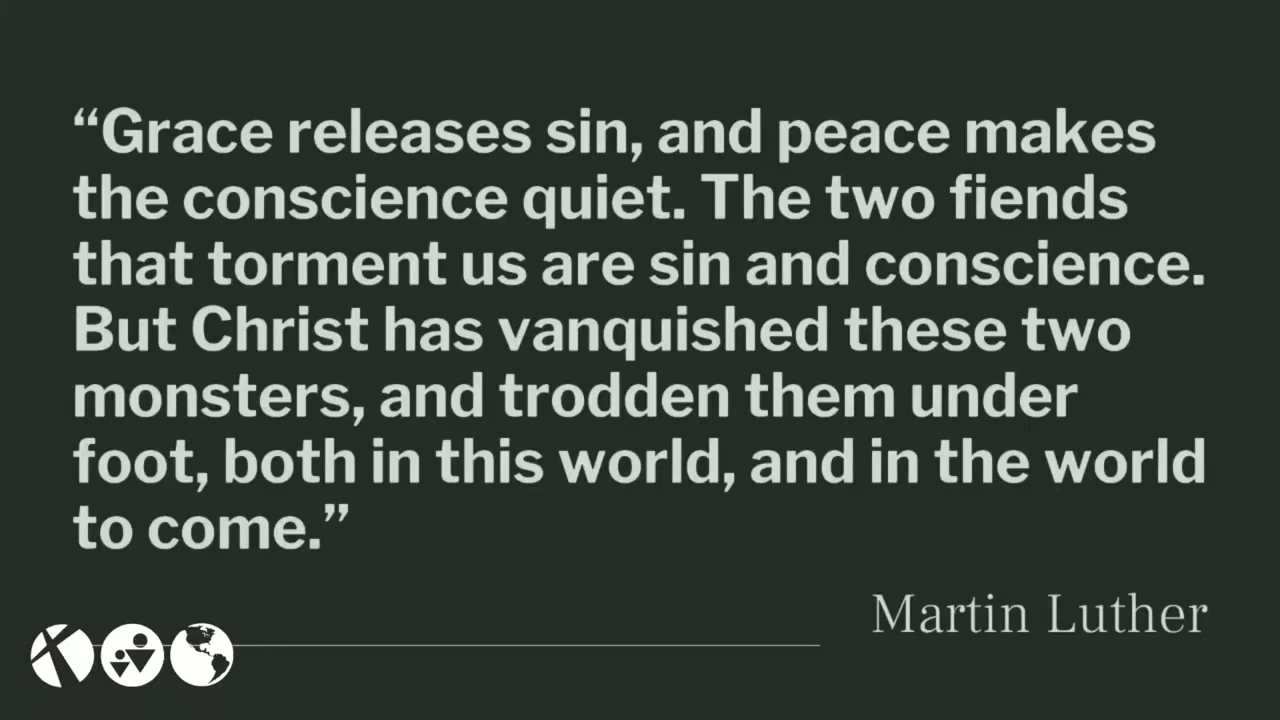 “Grace releases sin, and peace makes
the conscience quiet. The two fiends
that torment us are sin and conscience.
But Christ has vanquished these two
monsters, and trodden them under
foot, both in this world, and in the world
to come.”
Martin Luther